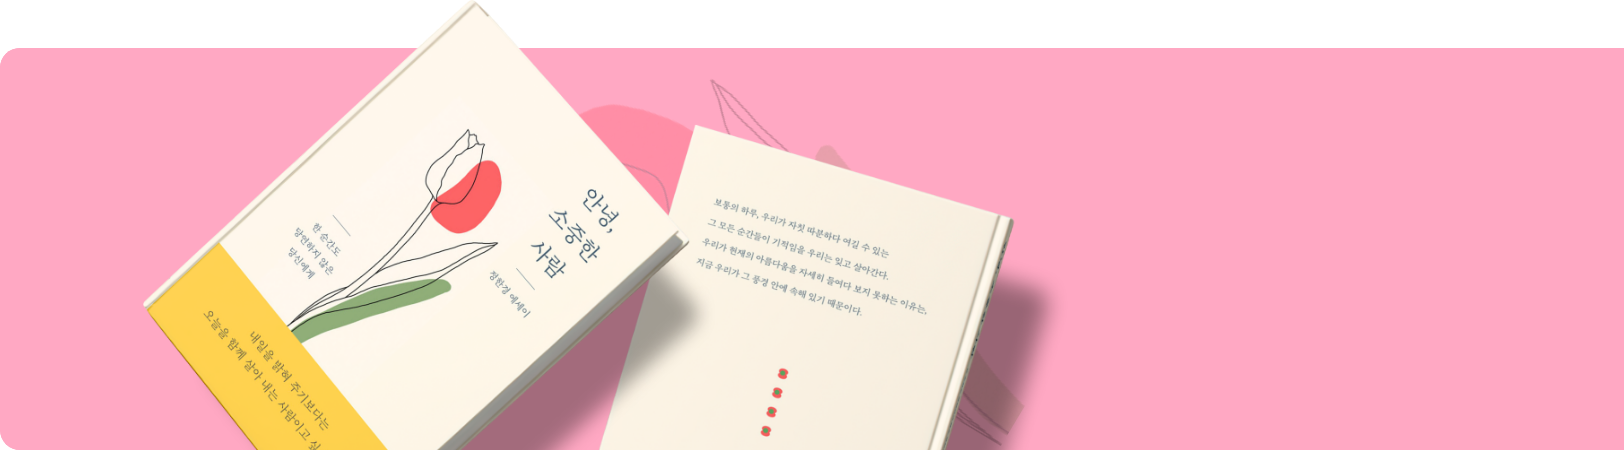 안녕,
소중한
사람
정한경 에세이
한 순간도
당연하지 않은
당신에게
내일을 밝혀 주기보다는
오늘을 함께 살아 내는 사람이고
보통의 하루, 우리가 자칫 따분하다 여길 수 있는
그 모든 순간들이 기적임을 우리는 잊고 살아간다.
우리가 현재의 아름다움을 자세히 들여다 보지 못하는 이유는,
지금 우리가 그 풍경 안에 속해 있기 때문이다.